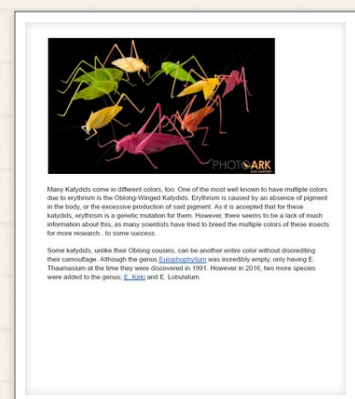 PHOTO ARK
Many Katydids come in different colors, too. One of the most well known to have multiple colors
due to erythrism is the Oblong-Winged Katydids. Erythrism is caused by an absence of pigment
in the body, or the excessive production of said pigment. As it is accepted that for these
katydids, erythrism is a genetic mutation for them. However, there seems to be a lack of much
information about this, as many scientists have tried to breed the multiple colors of these insects
for more research.. to some success.
Some katydids, unlike their Oblong cousins, can be another entire color without discrediting
their camouflage. Although the genus Eulophophyllum was incredibly empty, only having E.
Thaumasium at the time they were discovered in 1991. However in 2016, two more species
were added to the genus; E. Kirki and E. Lobulatum.